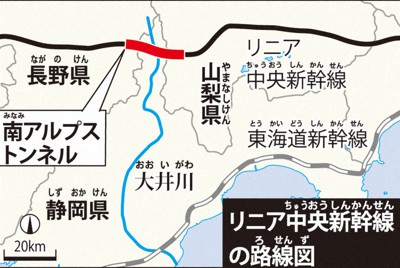 ながのけん
長野県
みなみ
南アルプス
トンネル
やまなしけん
山梨県
リニア
ちゅうおうしんかんせん
中央新幹線
とうかいどうしんかんせん
東海道新幹線
おおいがわ
大井川
しずおかけん
静岡県
20km
ちゅうおうしんかんせん
リニア中央新幹線
ろせんず
の路線図